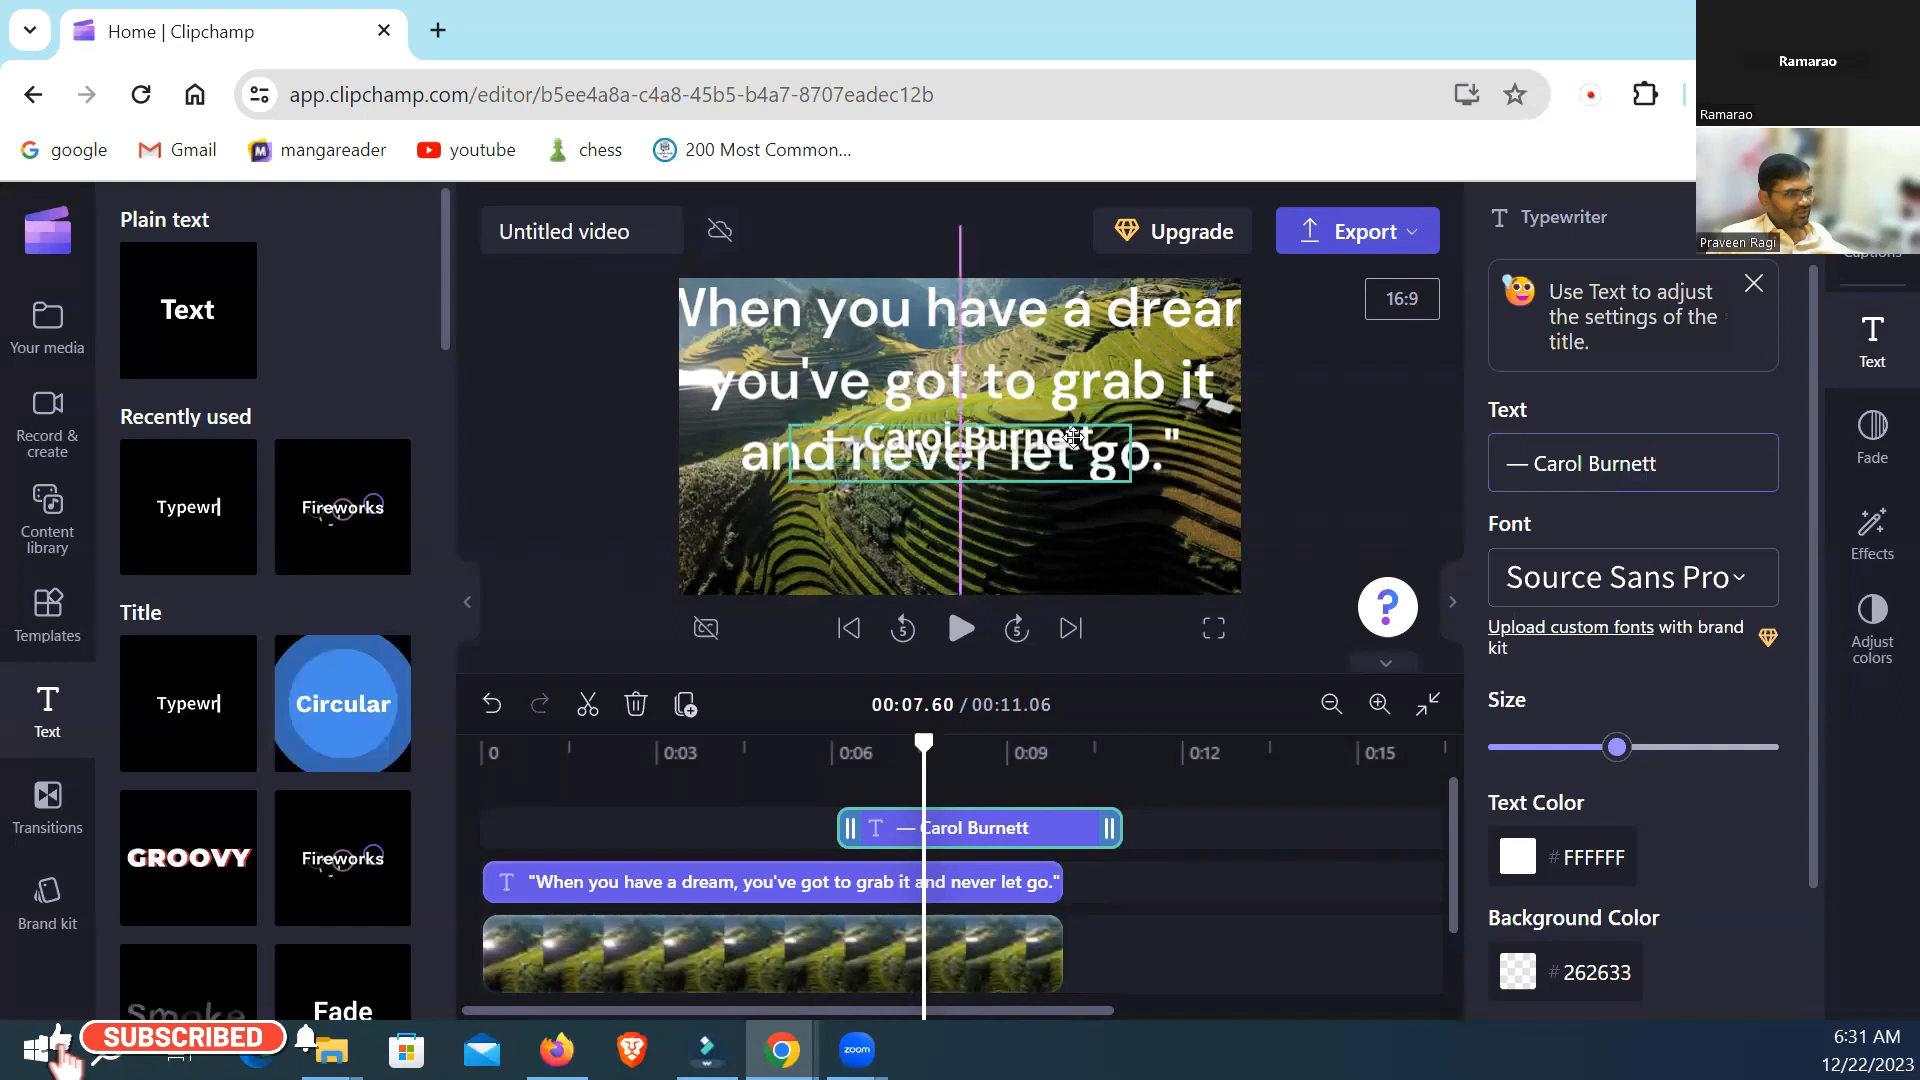 Home | Clipchamp
app.clipchamp.com/editor/b5ee4a8a-c4a8-45b5-b4a7-8707eadec12b
google
Gmail
mangareader
youtube
chess
200 Most Common...
Ramarao
Ramarao
Praveen Ragi
Your media
Record &
create
Content
library
Templates
Text
Transitions
Brand kit
Plain text
Text
Recently used
Typewr
Fireworks
Title
Typewr
Circular
GROOVY
Fireworks
Smoke
Fade
Untitled video
Upgrade
Export
16:9
When you have a dream
you've got to grab it
— Carol Burnett
and never let go."
5
5
?
00:07.60 / 00:11.06
0
0:03
0:06
0:09
0:12
0:15
— Carol Burnett
"When you have a dream, you've got to grab it and never let go."
Typewriter
Use Text to adjust
the settings of the
title.
Text
— Carol Burnett
Font
Source Sans Pro
Upload custom fonts with brand
kit
Size
Text Color
# FFFFFF
Background Color
# 262633
Captions
Text
Fade
Effects
Adjust
colors
SUBSCRIBED
zoom
6:31 AM
12/22/2023